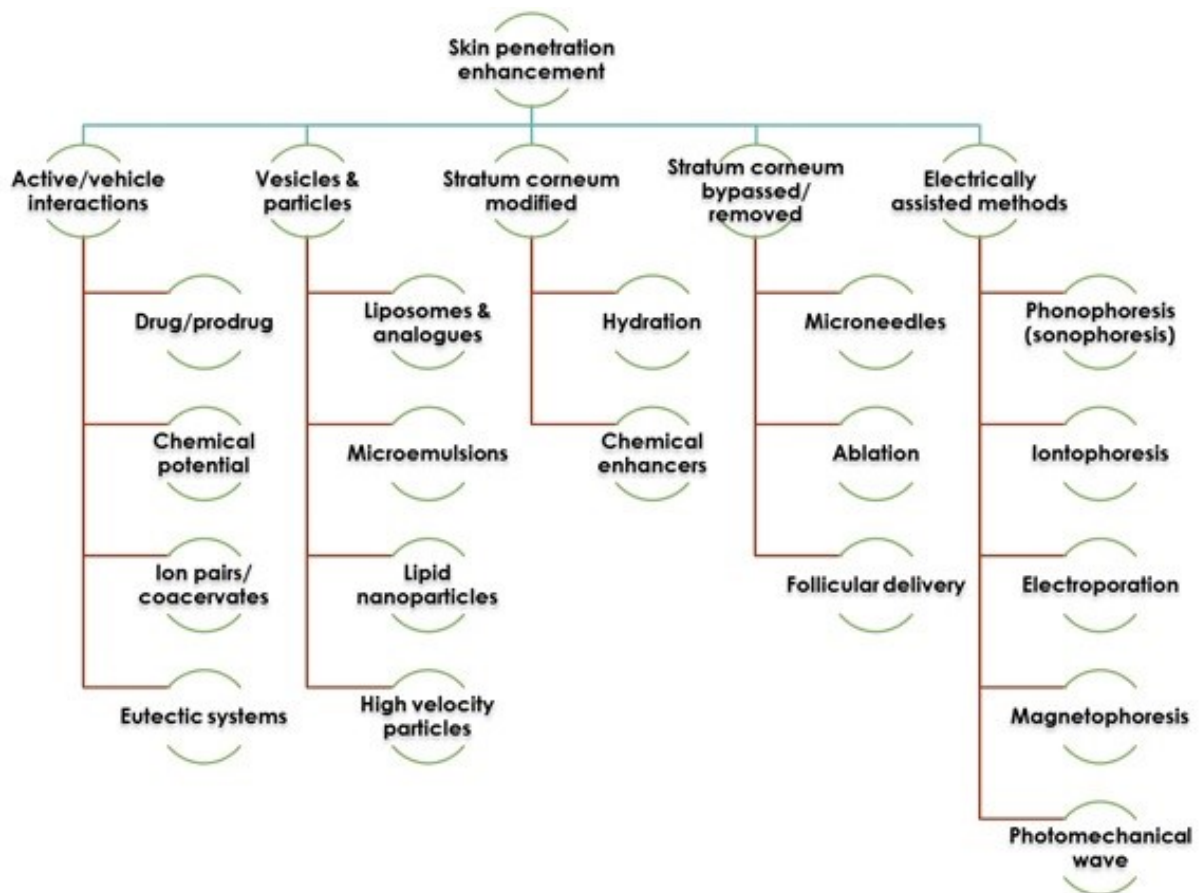 Skin penetration
enhancement
Active/vehicle
interactions
Vesicles &
particles
Stratum corneum
modified
Stratum corneum
bypassed/
removed
Electrically
assisted methods
Drug/prodrug
Chemical
potential
Ion pairs/
coacervates
Eutectic systems
Liposomes &
analogues
Microemulsions
Lipid
nanoparticles
High velocity
particles
Hydration
Chemical
enhancers
Microneedles
Ablation
Follicular delivery
Phonophoresis
(sonophoresis)
Iontophoresis
Electroporation
Magnetophoresis
Photomechanical
wave